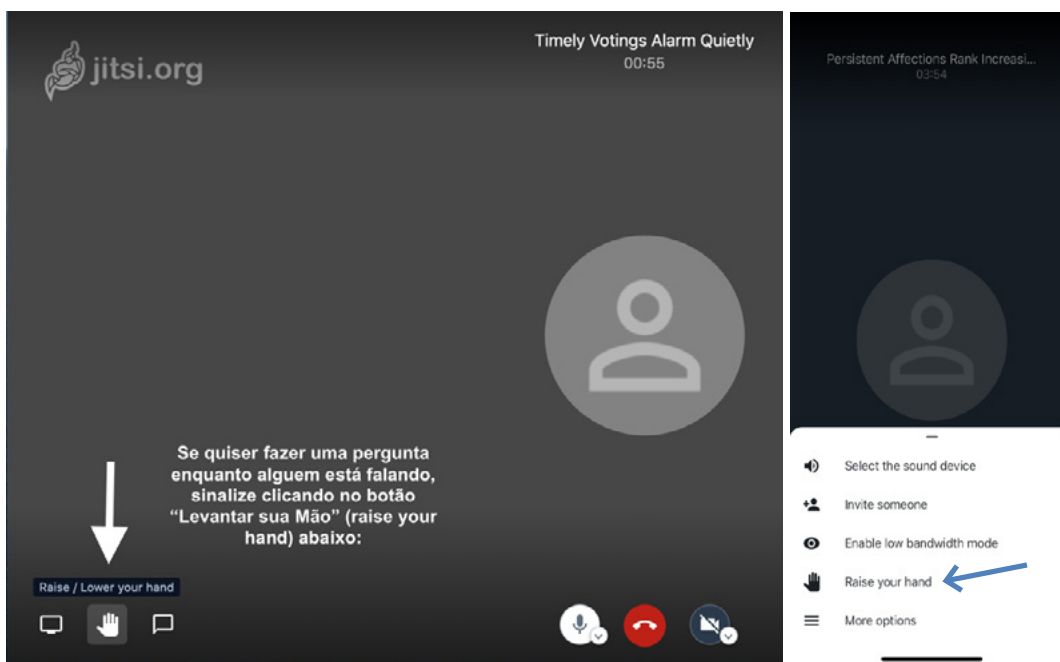 jitsi.org
Timely Votings Alarm Quietly
00:55
Se quiser fazer uma pergunta
enquanto alguem está falando,
sinalize clicando no botão
“Levantar sua Mão” (raise your
hand) abaixo:
Raise / Lower your hand
Persistent Affections Rank Increasi...
03:54
Select the sound device
Invite someone
Enable low bandwidth mode
Raise your hand
More options